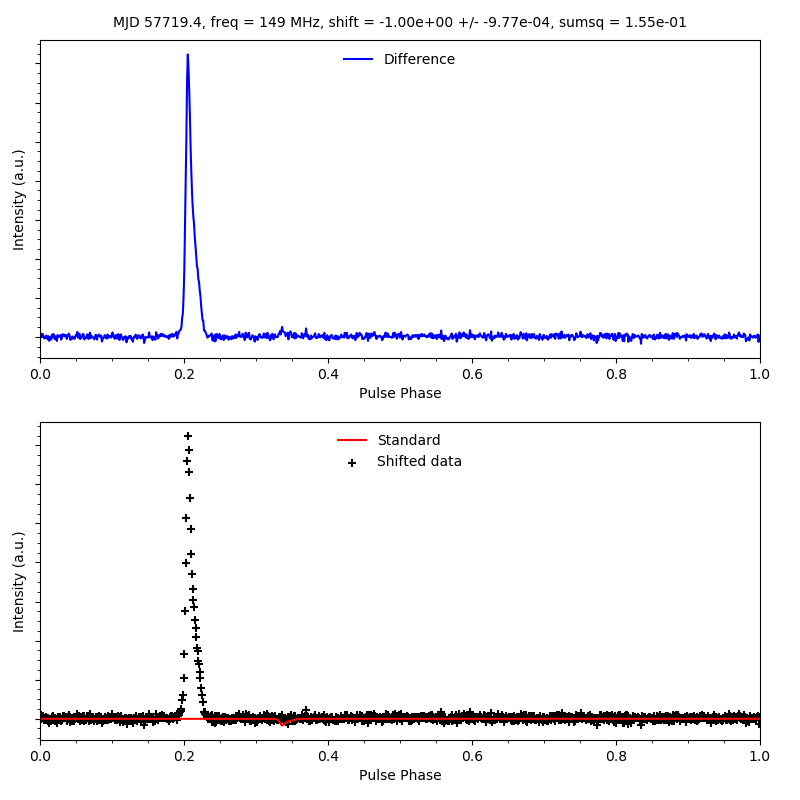 MJD 57719.4, freq = 149 MHz, shift = -1.00e+00 +/- -9.77e-04, sumsq = 1.55e-01
Difference
Intensity (a.u.)
0.0 0.2 0.4 0.6 0.8 1.0
Pulse Phase
Standard
Shifted data
Intensity (a.u.)
0.0 0.2 0.4 0.6 0.8 1.0
Pulse Phase